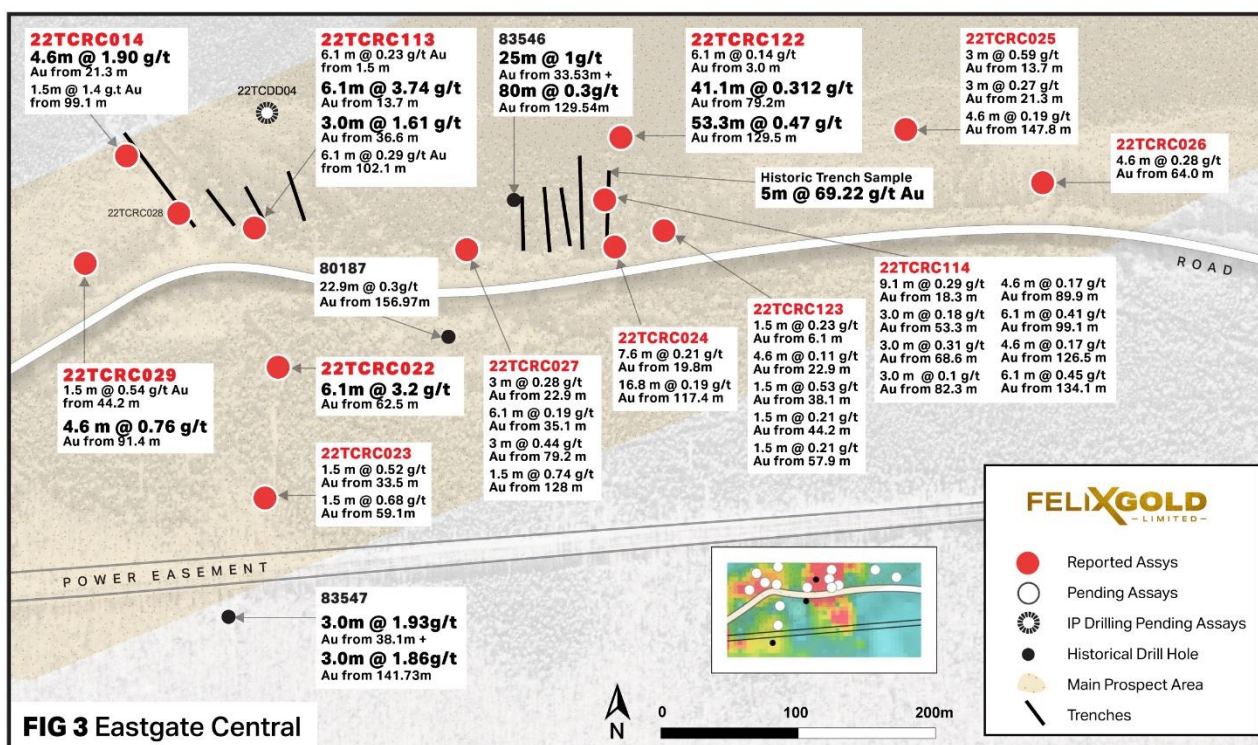 22TCRC014
4.6m @ 1.90 g/t
Au from 21.3 m
1.5m @ 1.4 g.t Au
from 99.1 m
22TCDD04
22TCRC113
6.1m @ 0.23 g/t Au
from 1.5 m
6.1m @ 3.74 g/t
Au from 13.7 m
3.0m @ 1.61 g/t
Au from 36.6 m
6.1m @ 0.29 g/t Au
from 102.1 m
83546
25m @ 1g/t
Au from 33.53m +
80m @ 0.3g/t
Au from 129.54m
22TCRC122
6.1m @ 0.14 g/t
Au from 3.0 m
41.1m @ 0.312 g/t
Au from 79.2m
53.3m @ 0.47 g/t
Au from 129.5 m
22TCRC025
3 m @ 0.59 g/t
Au from 13.7 m
3 m @ 0.27 g/t
Au from 21.3 m
4.6 m @ 0.19 g/t
Au from 147.8 m
22TCRC026
4.6 m @ 0.28 g/t
Au from 64.0 m
Historic Trench Sample
5m @ 69.22 g/t Au
22TCRC028
80187
22.9m @ 0.3g/t
Au from 156.97m
ROAD
22TCRC114
9.1 m @ 0.29 g/t
Au from 18.3 m
3.0 m @ 0.18 g/t
Au from 53.3 m
3.0 m @ 0.31 g/t
Au from 68.6 m
3.0 m @ 0.1 g/t
Au from 82.3 m
4.6 m @ 0.17 g/t
Au from 89.9 m
6.1 m @ 0.41 g/t
Au from 99.1 m
4.6 m @ 0.17 g/t
Au from 126.5 m
6.1 m @ 0.45 g/t
Au from 134.1 m
22TCRC029
1.5 m @ 0.54 g/t Au
from 44.2 m
4.6 m @ 0.76 g/t
Au from 91.4 m
22TCRC022
6.1m @ 3.2 g/t
Au from 62.5 m
22TCRC027
3 m @ 0.28 g/t
Au from 22.9 m
6.1 m @ 0.19 g/t
Au from 35.1 m
3 m @ 0.44 g/t
Au from 79.2 m
1.5 m @ 0.74 g/t
Au from 128 m
22TCRC024
7.6 m @ 0.21 g/t
Au from 19.8m
16.8 m @ 0.19 g/t
Au from 117.4 m
22TCRC123
1.5 m @ 0.23 g/t
Au from 6.1 m
4.6 m @ 0.11 g/t
Au from 22.9 m
1.5 m @ 0.53 g/t
Au from 38.1 m
1.5 m @ 0.21 g/t
Au from 44.2 m
1.5 m @ 0.21 g/t
Au from 57.9 m
22TCRC023
1.5 m @ 0.52 g/t
Au from 33.5 m
1.5 m @ 0.68 g/t
Au from 59.1m
POWER EASEMENT
83547
3.0m @ 1.93g/t
Au from 38.1m +
3.0m @ 1.86g/t
Au from 141.73m
FELIXGOLD
LIMITED
Reported Assys
Pending Assays
IP Drilling Pending Assays
Historical Drill Hole
Main Prospect Area
Trenches
N
0 100 200m
FIG 3 Eastgate Central